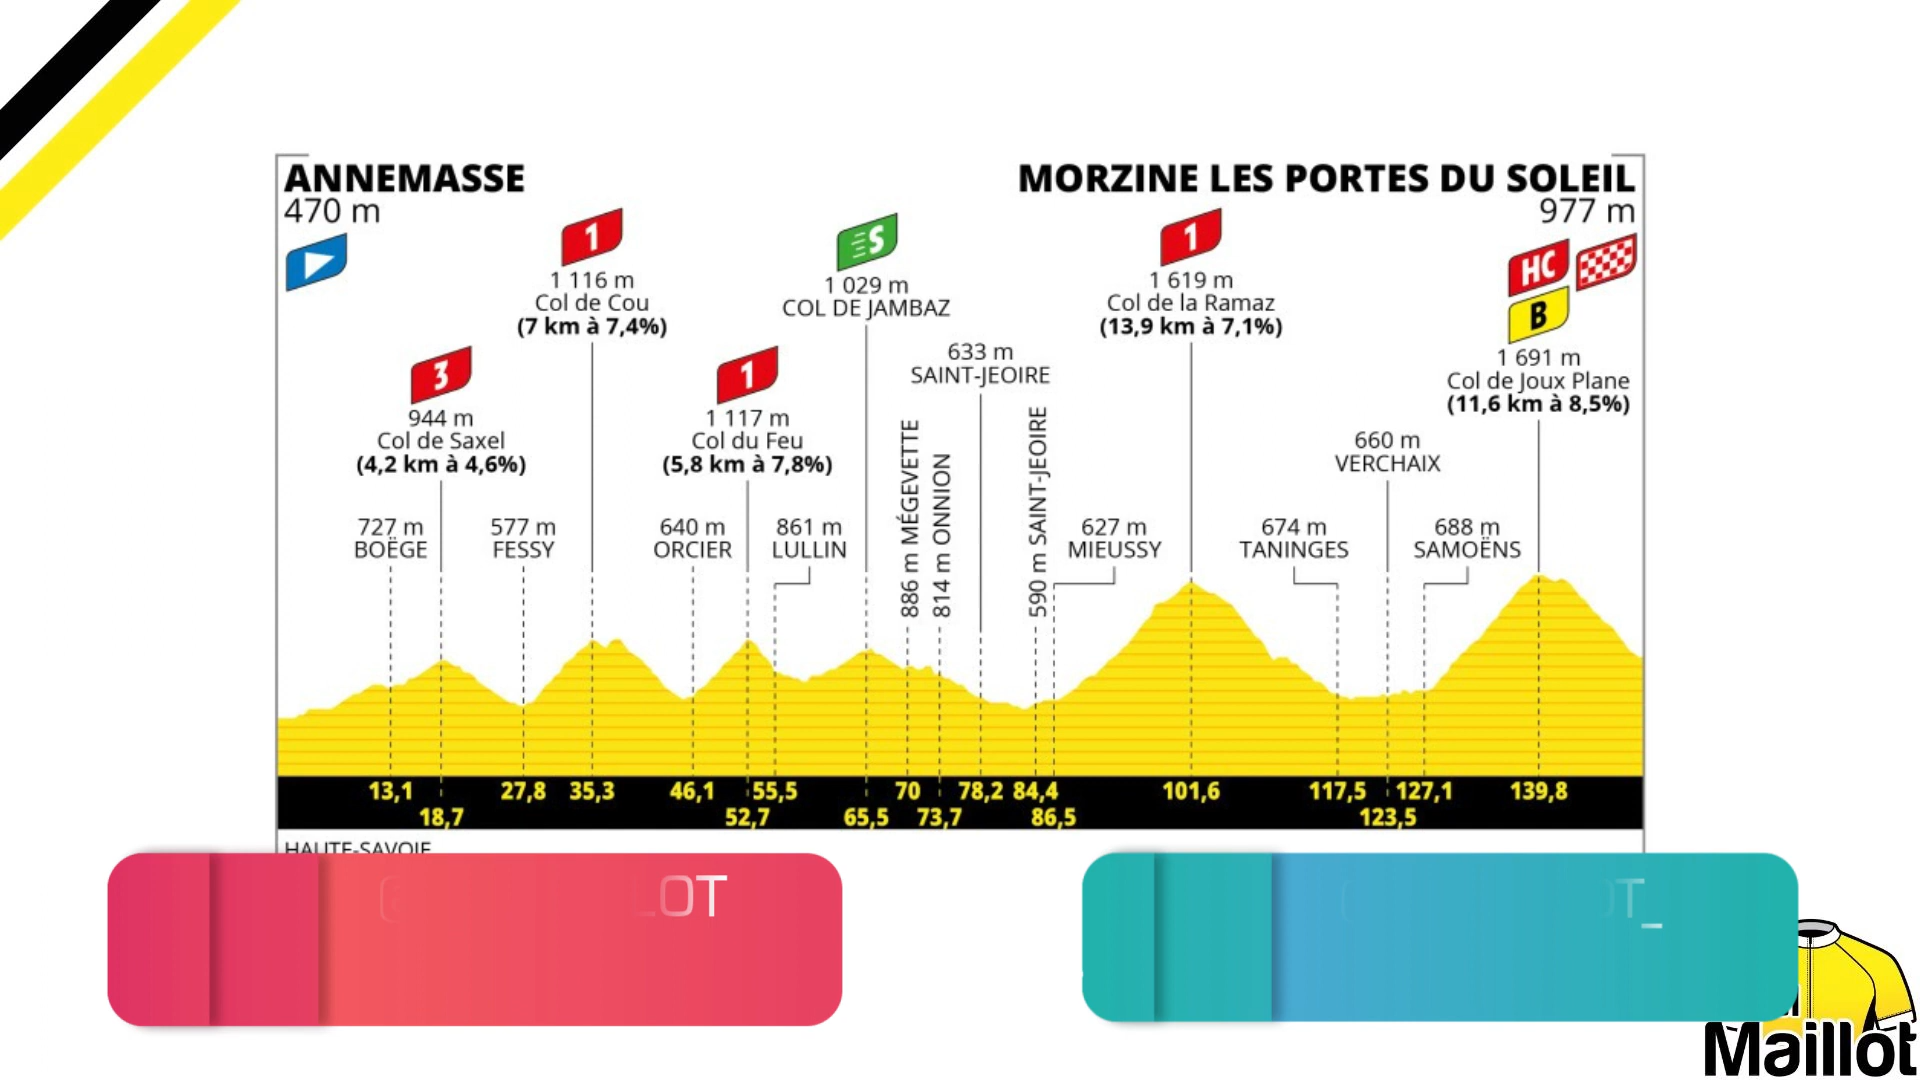 ANNEMASSE
470 m
MORZINE LES PORTES DU SOLEIL
977 m
1
1 116 m
Col de Cou
(7 km à 7,4%)
S
1 029 m
COL DE JAMBAZ
1
1 619 m
Col de la Ramaz
(13,9 km à 7,1%)
HC
B
1 691 m
Col de Joux Plane
(11,6 km à 8,5%)
3
944 m
Col de Saxel
(4,2 km à 4,6%)
1
1 117 m
Col du Feu
(5,8 km à 7,8%)
633 m
SAINT-JEOIRE
660 m
VERCHAIX
727 m
BOËGE
577 m
FESSY
640 m
ORCIER
861 m
LULLIN
886 m MÉGEVETTE
814 m ONNION
590 m SAINT-JEOIRE
627 m
MIEUSSY
674 m
TANINGES
688 m
SAMOËNS
13,1 27,8 35,3 46,1 55,5 70 78,2 84,4 101,6 117,5 127,1 139,8
18,7 52,7 65,5 73,7 86,5 123,5
HAUTE-SAVOIE
Maillot